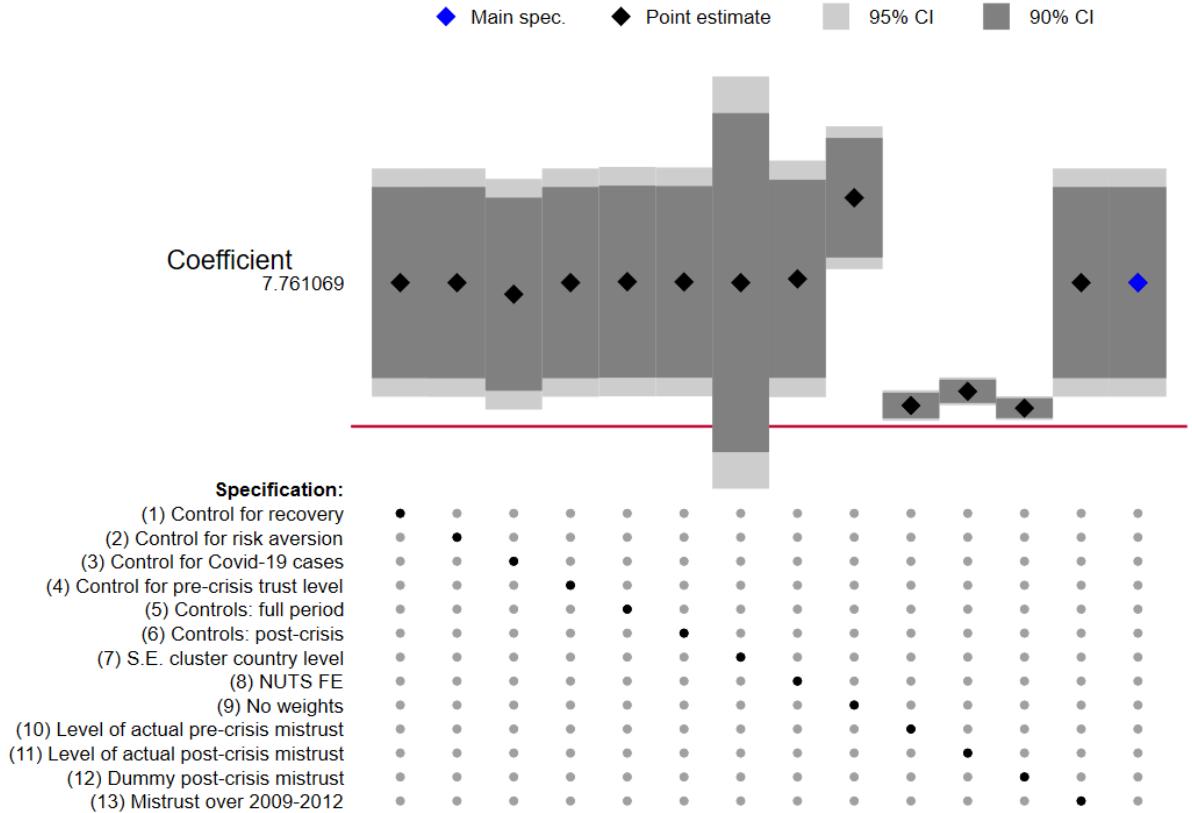 Main spec. Point estimate 95% CI 90% CI
Coefficient
7.761069
Specification:
(1) Control for recovery
(2) Control for risk aversion
(3) Control for Covid-19 cases
(4) Control for pre-crisis trust level
(5) Controls: full period
(6) Controls: post-crisis
(7) S.E. cluster country level
(8) NUTS FE
(9) No weights
(10) Level of actual pre-crisis mistrust
(11) Level of actual post-crisis mistrust
(12) Dummy post-crisis mistrust
(13) Mistrust over 2009-2012